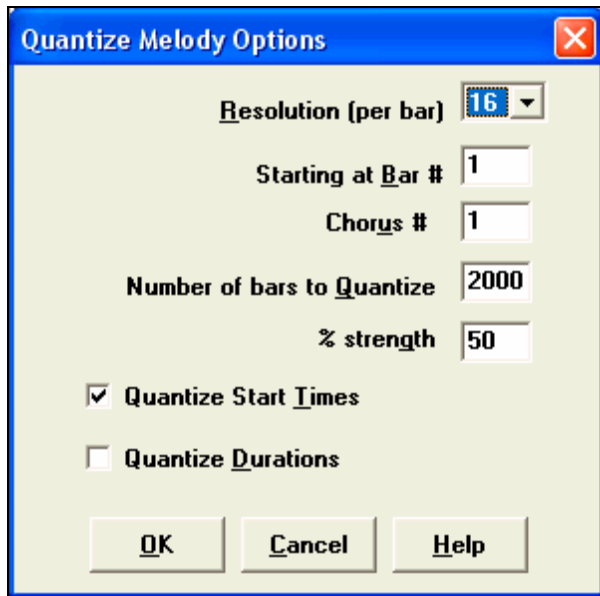 Quantize Melody Options
Resolution (per bar) 16
Starting at Bar # 1
Chorus # 1
Number of bars to Quantize 2000
% strength 50
Quantize Start Times
Quantize Durations
OK Cancel Help